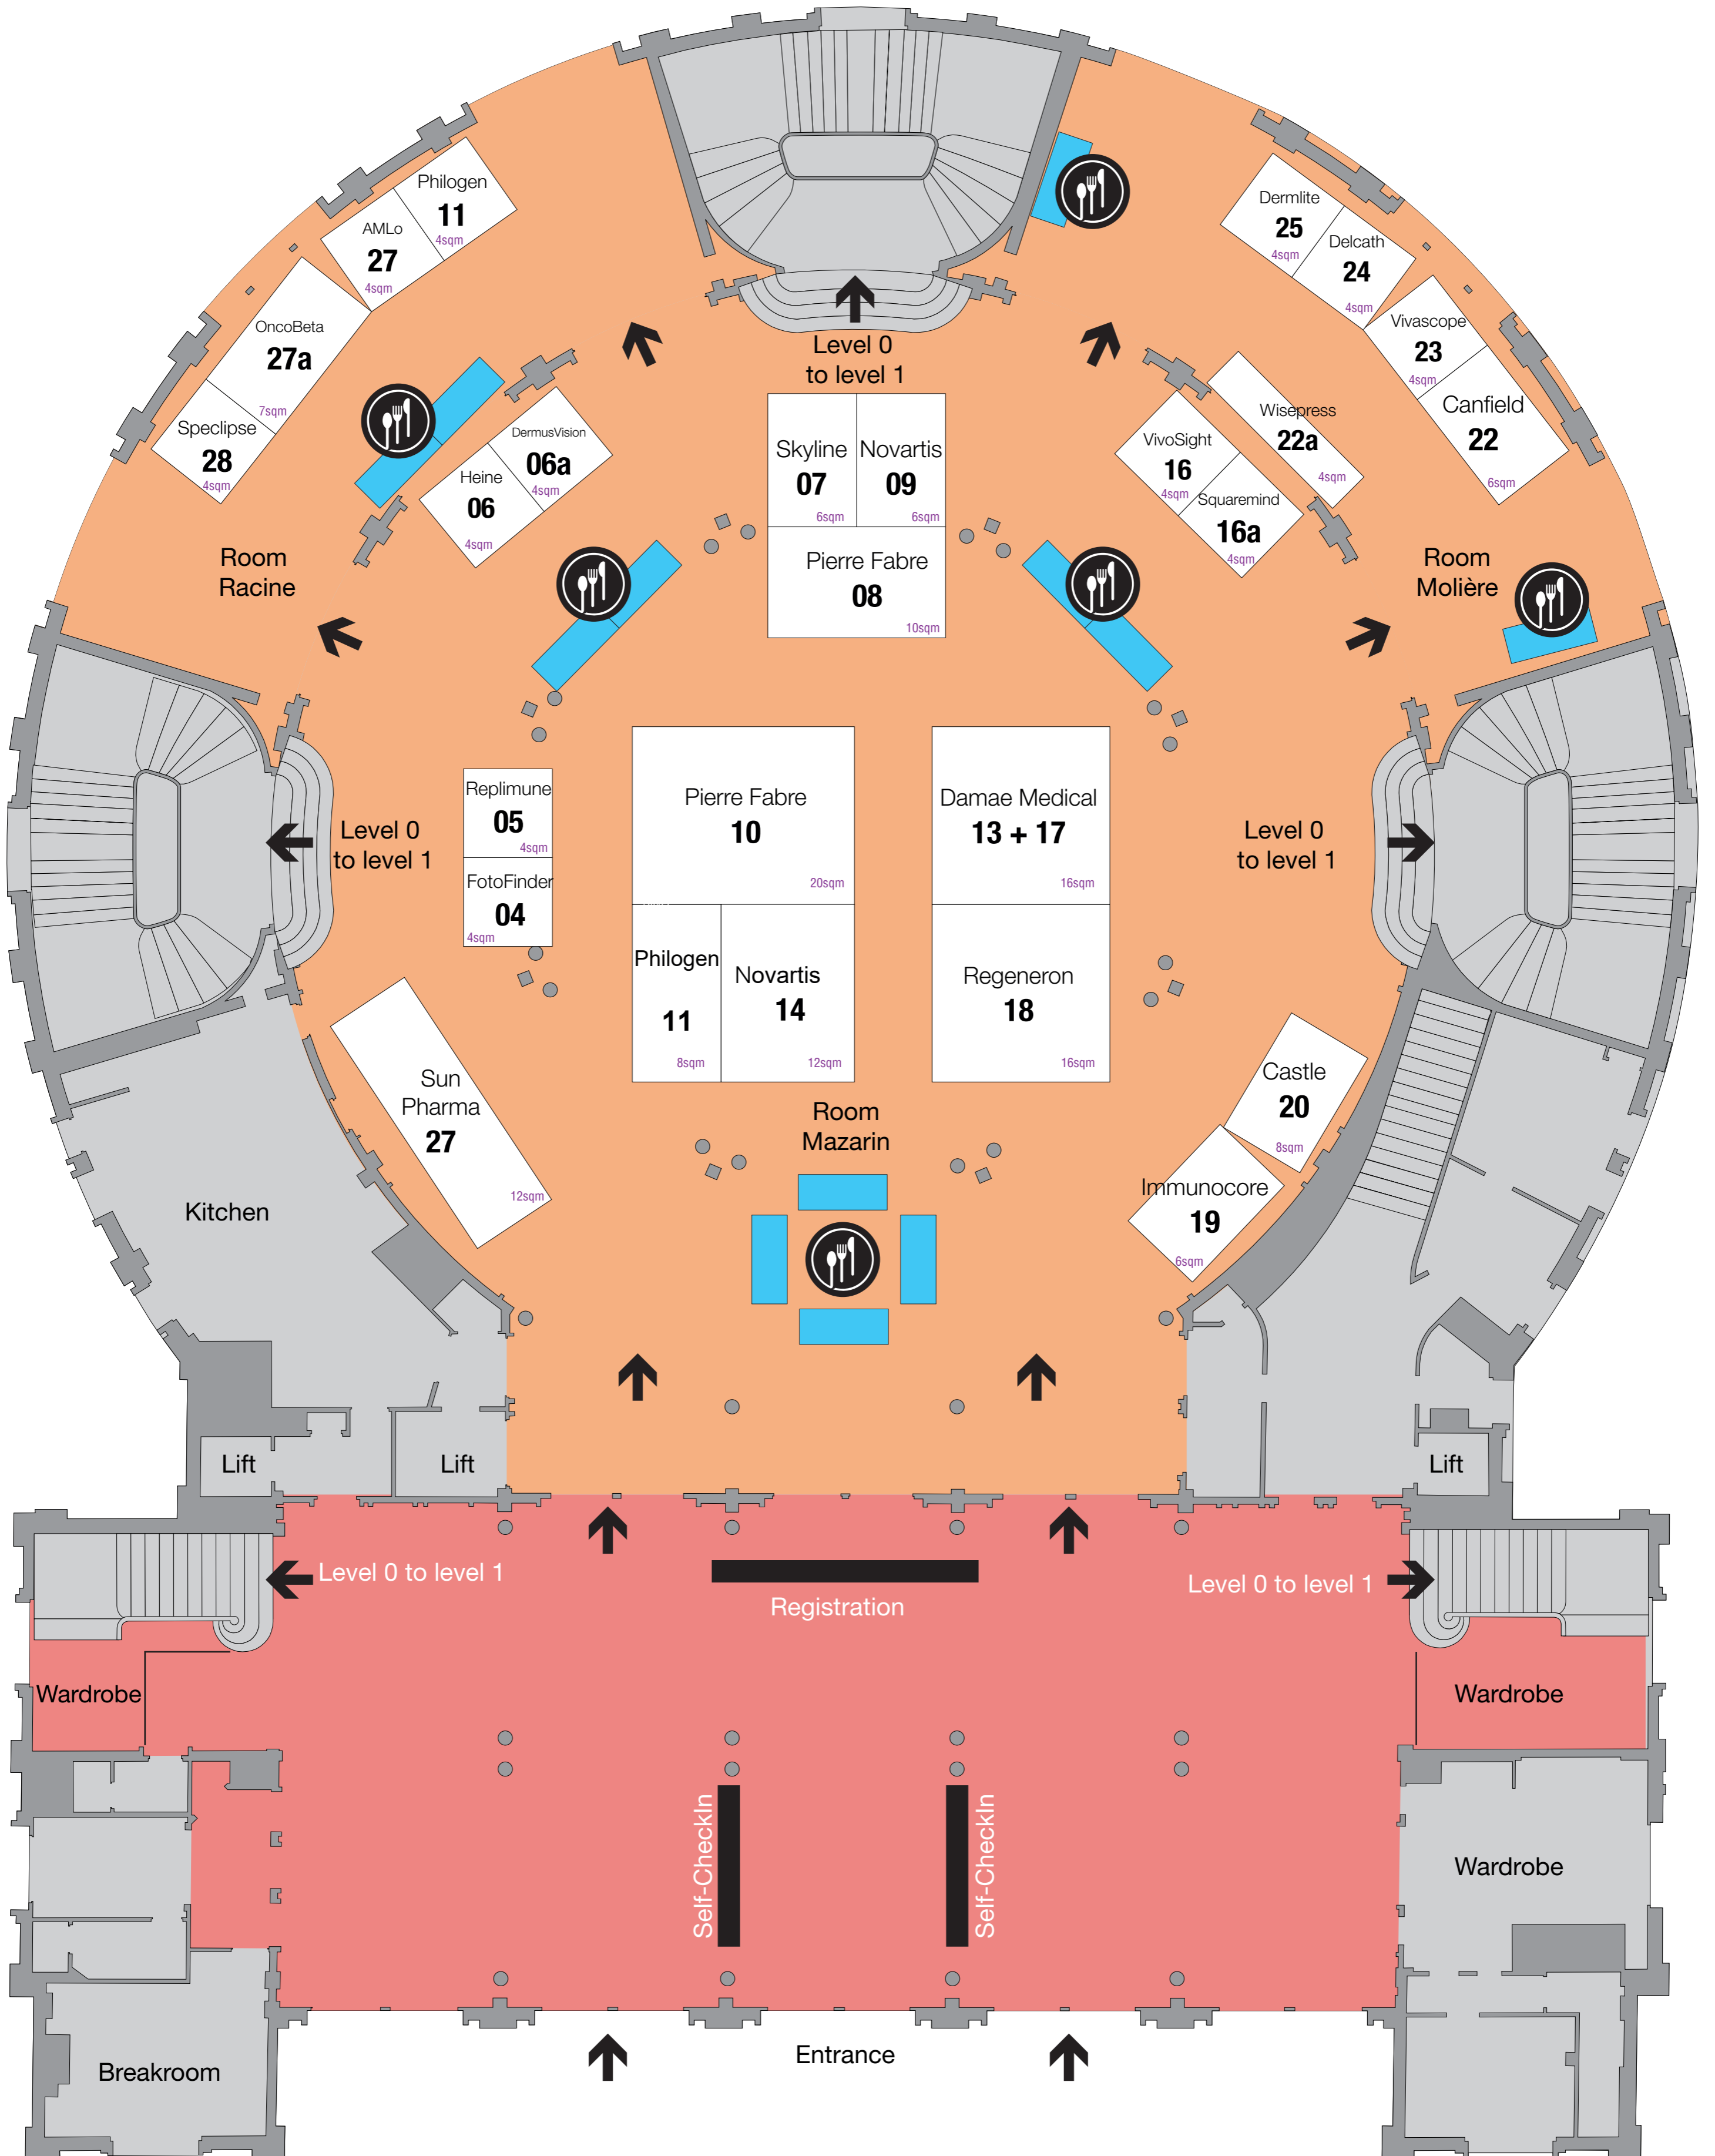 Philogen
11
4sqm
AMLo
27
4sqm
OncoBeta
27a
7sqm
Speclipse
28
4sqm
Dermlite
25
4sqm
Delcath
24
4sqm
Vivascope
23
4sqm
Canfield
22
6sqm
Level 0
to level 1
DermusVision
06a
4sqm
Heine
06
4sqm
Skyline
07
6sqm
Novartis
09
6sqm
Pierre Fabre
08
10sqm
Wisepress
22a
4sqm
VivoSight
16
4sqm
Squaremind
16a
4sqm
Room
Racine
Room
Molière
Replimune
05
4sqm
FotoFinder
04
4sqm
Level 0
to level 1
Pierre Fabre
10
20sqm
Damae Medical
13 + 17
16sqm
Level 0
to level 1
Philogen
11
8sqm
Novartis
14
12sqm
Regeneron
18
16sqm
Sun
Pharma
27
12sqm
Castle
20
8sqm
Immunocore
19
6sqm
Room
Mazarin
Kitchen
Lift
Lift
Lift
Level 0 to level 1
Registration
Level 0 to level 1
Wardrobe
Wardrobe
Self-CheckIn
Self-CheckIn
Wardrobe
Entrance
Breakroom